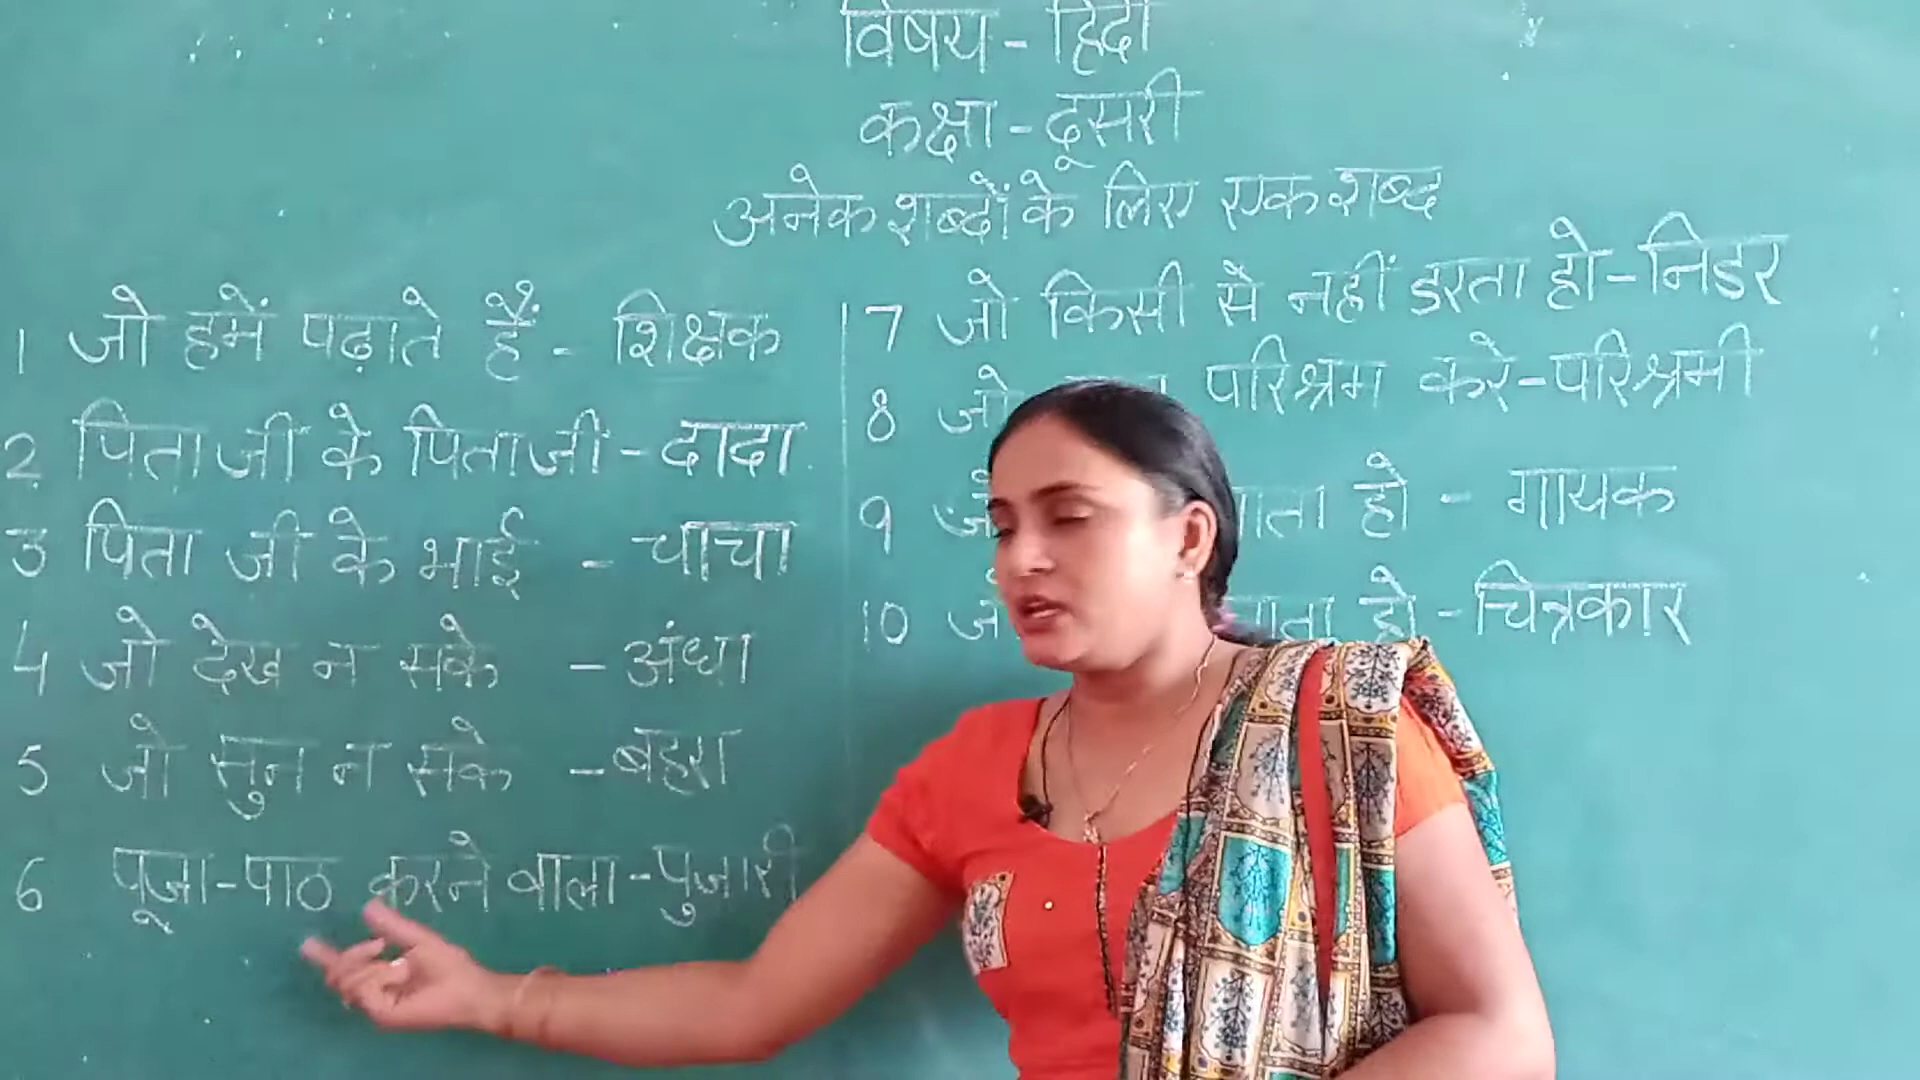 विषय - हिंदी
कक्षा - दूसरी
अनेक शब्दों के लिए एक शब्द
1 जो हमें पढ़ाते हैं - शिक्षक
2 पिता जी के पिताजी - दादा
3 पिता जी के भाई - चाचा
4 जो देख न सके - अंधा
5 जो सुन न सके - बहरा
6 पूजा - पाठ करने वाला - पुजारी
7 जो किसी से नहीं डरता हो - निडर
8 जो परिश्रम करे - परिश्रमी
9 हो - गायक
10 हो - चित्रकार